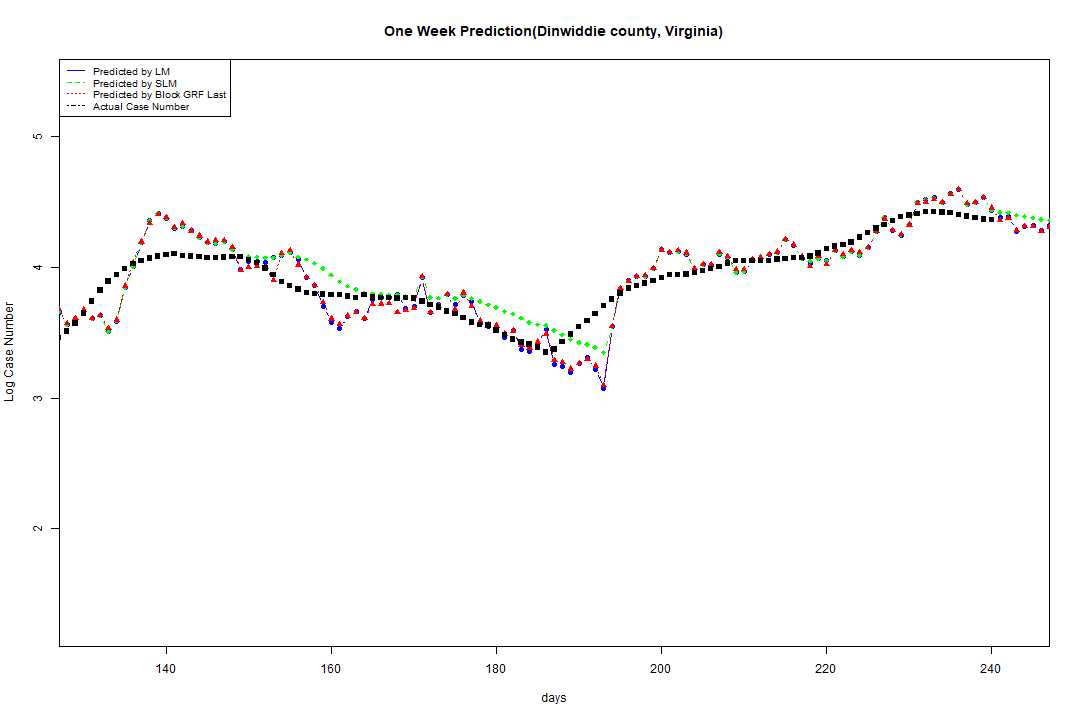 One Week Prediction(Dinwiddie county, Virginia)
Predicted by LM
Predicted by SLM
Predicted by Block GRF Last
Actual Case Number
5
4
3
2
Log Case Number
140 160 180 200 220 240
days